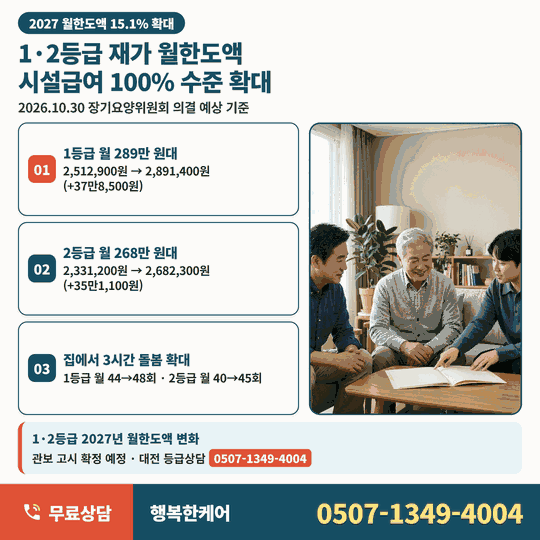 2027 월한도액 15.1% 확대
1·2등급 재가 월한도액
시설급여 100% 수준 확대
2026.10.30 장기요양위원회 의결 예상 기준
01
1등급 월 289만 원대
2,512,900원 → 2,891,400원
(+37만8,500원)
02
2등급 월 268만 원대
2,331,200원 → 2,682,300원
(+35만1,100원)
03
집에서 3시간 돌봄 확대
1등급 월 44→48회 · 2등급 월 40→45회
1·2등급 2027년 월한도액 변화
관보 고시 확정 예정 · 대전 등급상담 0507-1349-4004
무료상담
행복한케어
0507-1349-4004